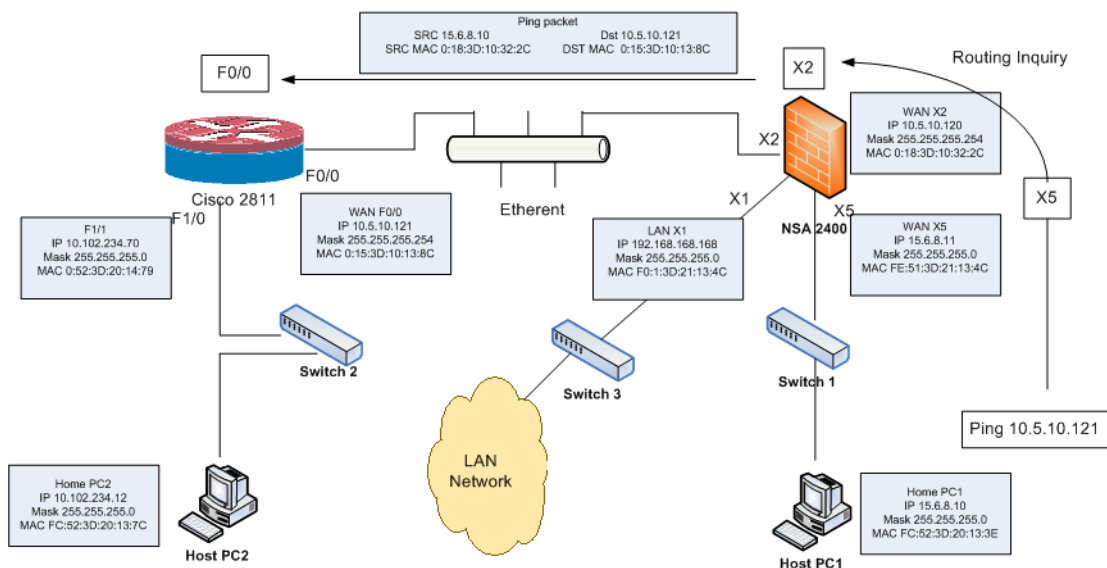 Ping packet
SRC 15.6.8.10 Dst 10.5.10.121
SRC MAC 0:18:3D:10:32:2C DST MAC 0:15:3D:10:13:8C
F0/0
X2
Routing Inquiry
WAN X2
IP 10.5.10.120
Mask 255.255.255.254
MAC 0:18:3D:10:32:2C
X2
F0/0
Cisco 2811
F1/0
Etherent
X1
X5
NSA 2400
X5
F1/1
IP 10.102.234.70
Mask 255.255.255.0
MAC 0:52:3D:20:14:79
WAN F0/0
IP 10.5.10.121
Mask 255.255.255.254
MAC 0:15:3D:10:13:8C
LAN X1
IP 192.168.168.168
Mask 255.255.255.0
MAC F0:1:3D:21:13:4C
WAN X5
IP 15.6.8.11
Mask 255.255.255.0
MAC FE:51:3D:21:13:4C
Switch 2
Switch 3
Switch 1
Ping 10.5.10.121
LAN
Network
Home PC2
IP 10.102.234.12
Mask 255.255.255.0
MAC FC:52:3D:20:13:7C
Host PC2
Home PC1
IP 15.6.8.10
Mask 255.255.255.0
MAC FC:52:3D:20:13:3E
Host PC1